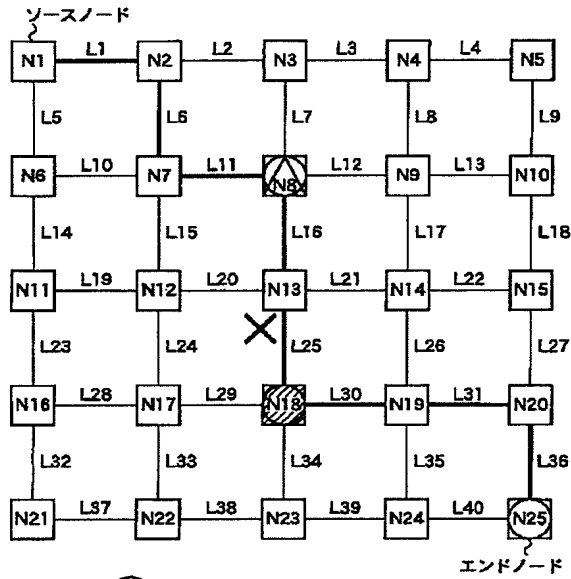 ソースノード
N1 L1 N2 L2 N3 L3 N4 L4 N5
L5 L6 L7 L8 L9
N6 L10 N7 L11 N8 L12 N9 L13 N10
L14 L15 L16 L17 L18
N11 L19 N12 L20 N13 L21 N14 L22 N15
L23 L24 L25 L26 L27
N16 L28 N17 L29 N18 L30 N19 L31 N20
L32 L33 L34 L35 L36
N21 L37 N22 L38 N23 L39 N24 L40 N25
エンドノード